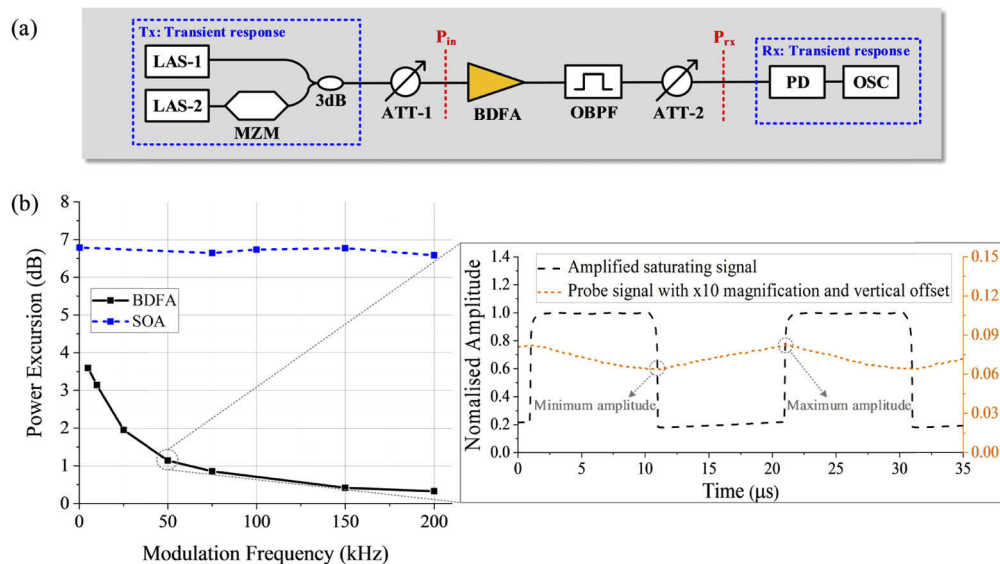 (a)
Tx: Transient response
LAS-1
LAS-2
MZM
3dB
ATT-1
P_in
BDFA
OBPF
ATT-2
P_rx
Rx: Transient response
PD
OSC
(b)
Power Excursion (dB)
8
7
6
5
4
3
2
1
0
BDFA
SOA
0 50 100 150 200
Modulation Frequency (kHz)
Nomalised Amplitude
1.4
1.2
1.0
0.8
0.6
0.4
0.2
0.0
Amplified saturating signal
Probe signal with x10 magnification and vertical offset
Minimum amplitude
Maximum amplitude
0.15
0.12
0.09
0.06
0.03
0.00
0 5 10 15 20 25 30 35
Time (μs)